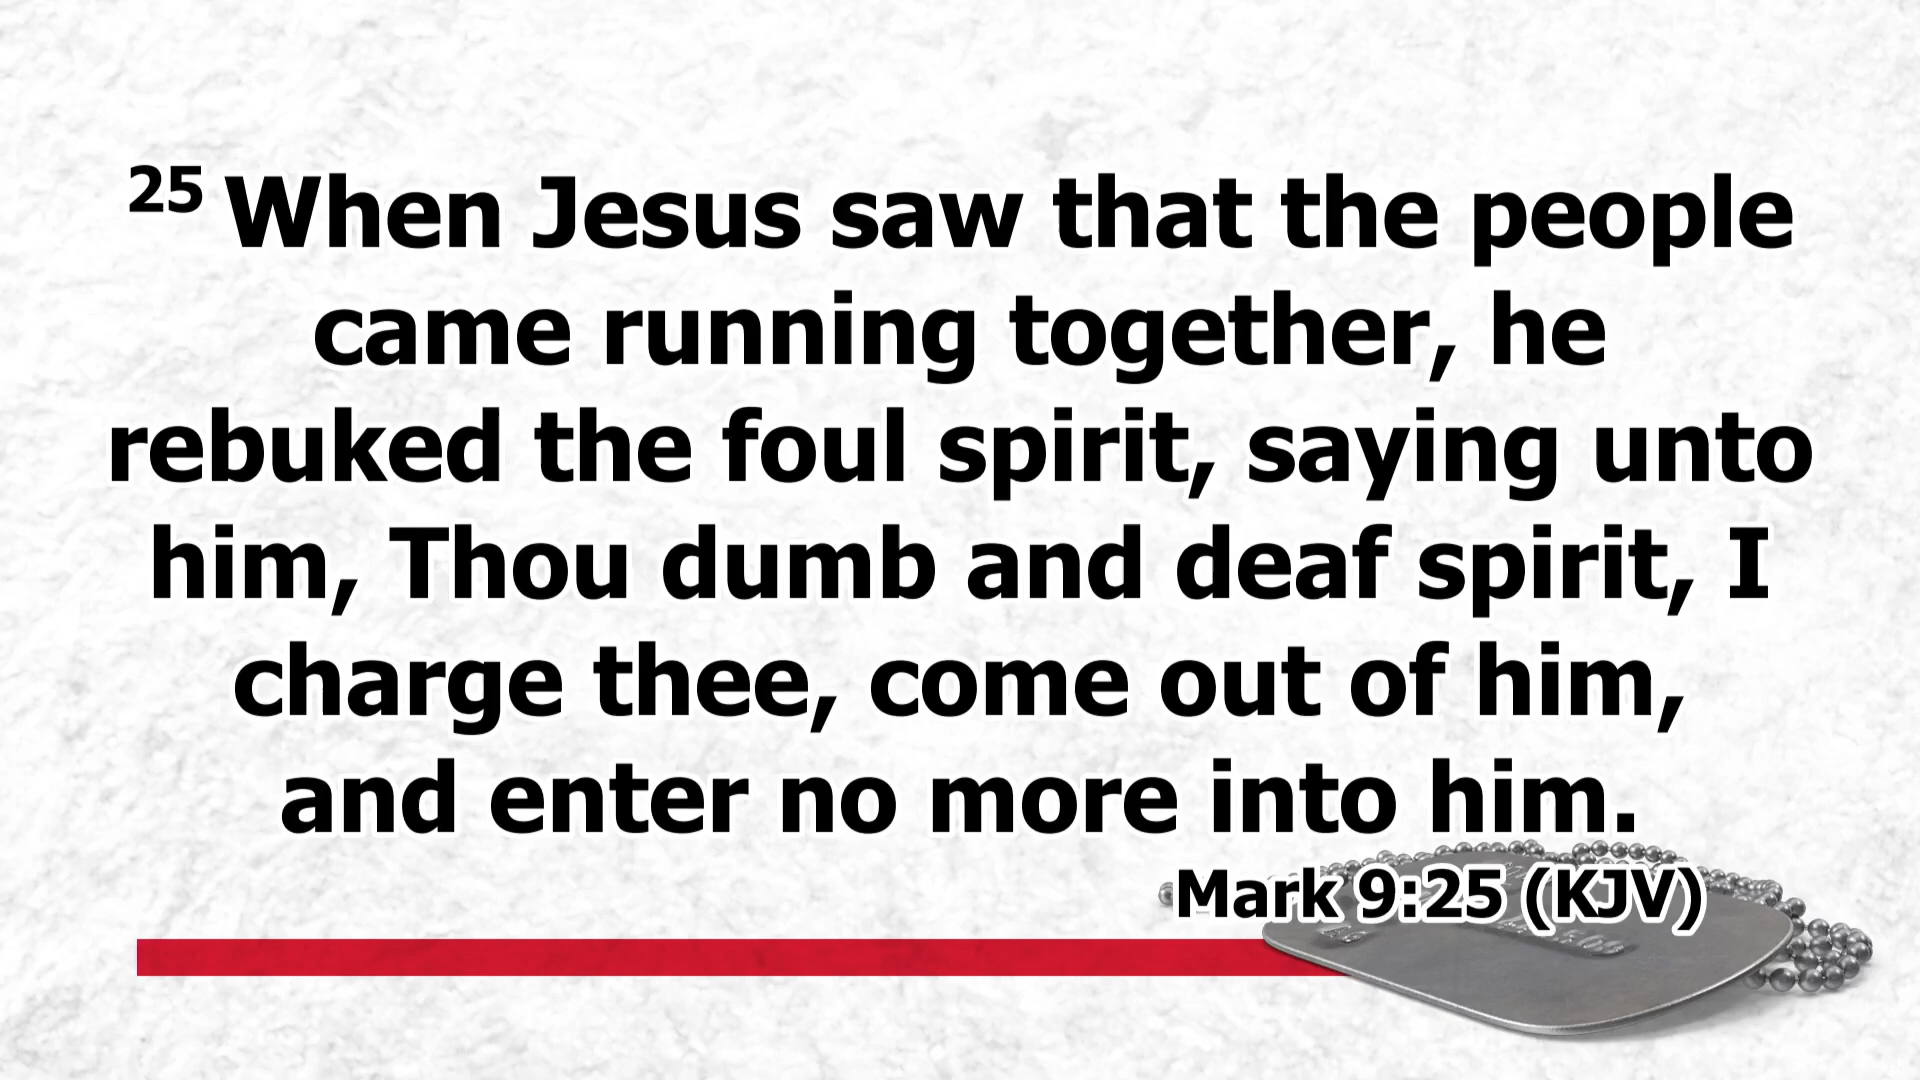 25 When Jesus saw that the people
came running together, he
rebuked the foul spirit, saying unto
him, Thou dumb and deaf spirit, I
charge thee, come out of him,
and enter no more into him.
Mark 9:25 (KJV)